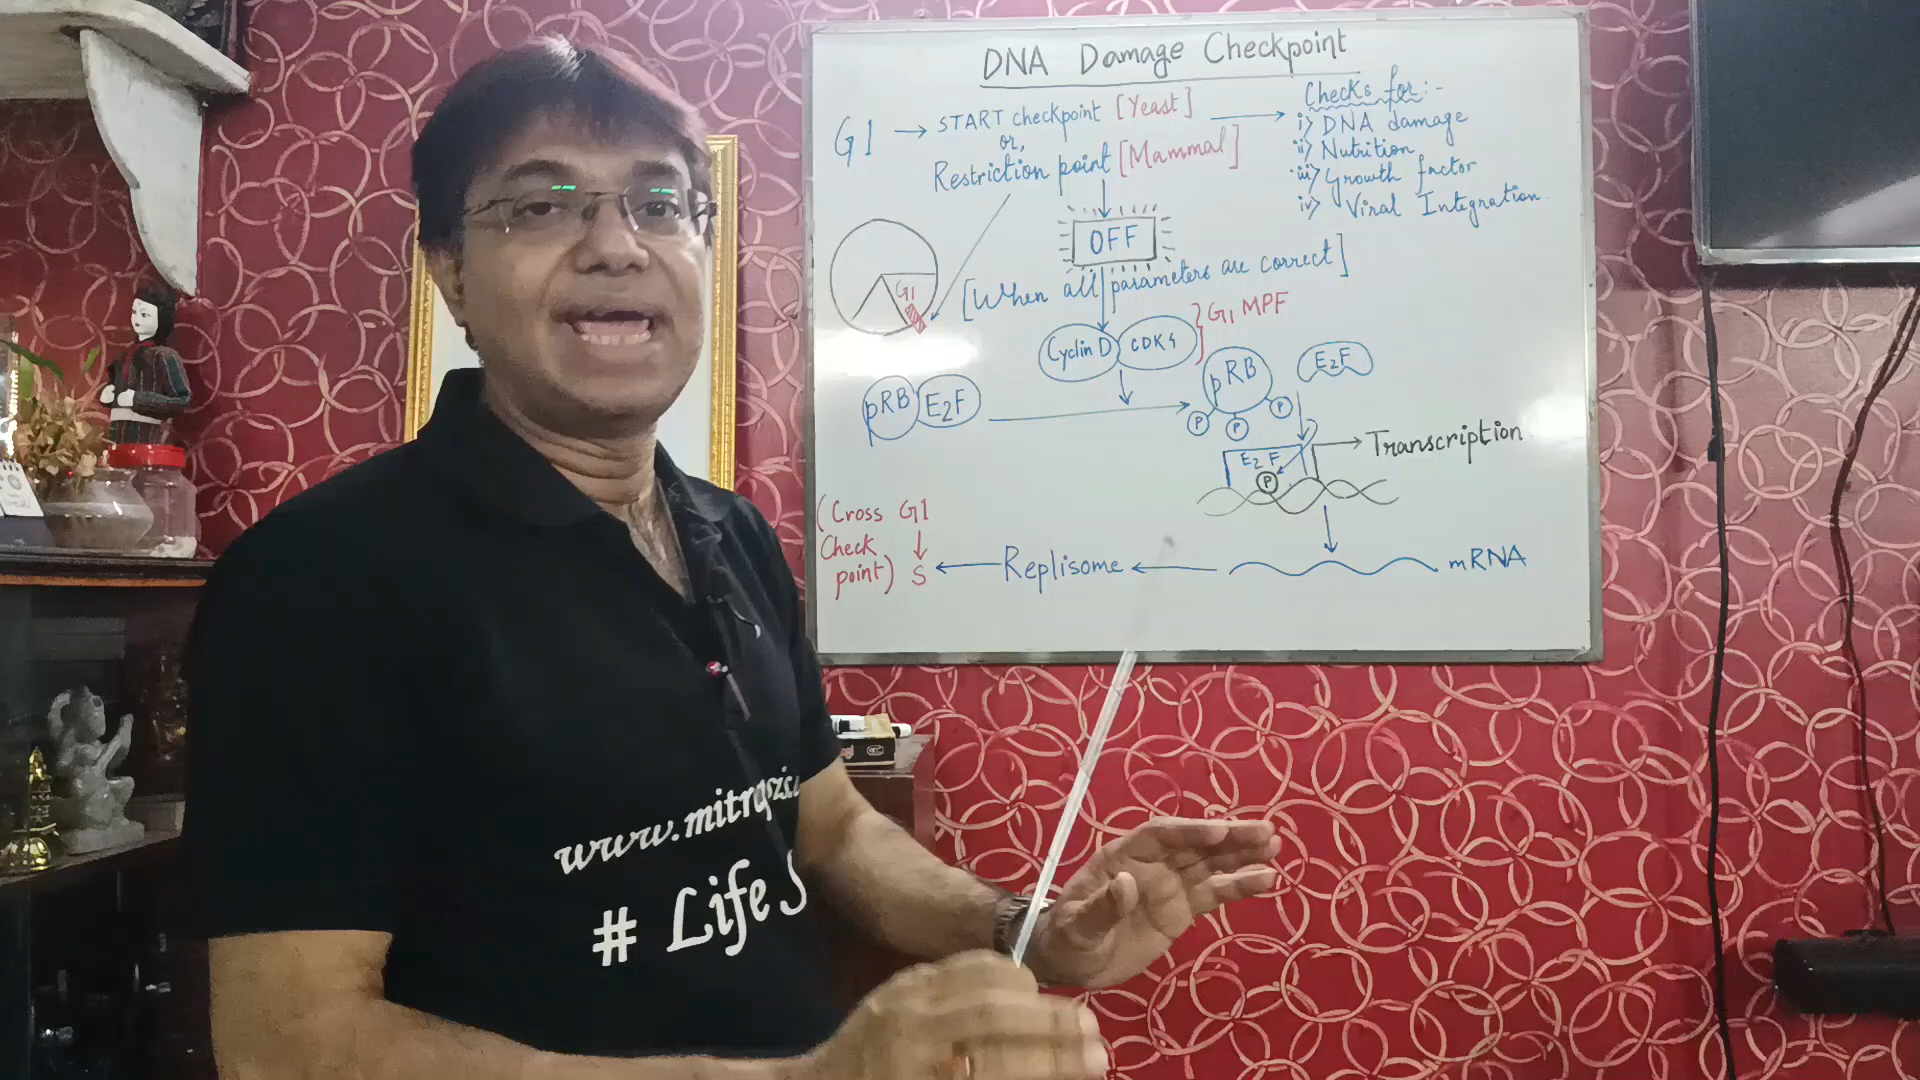 DNA Damage Checkpoint
G1 → START checkpoint [Yeast]
or,
Restriction point [Mammal]
Checks for:-
i) DNA damage
ii) Nutrition
iii) Growth factor
iv) Viral Integration
OFF
[When all parameters are correct]
G1
Cyclin D CDK4 } G1 MPF
pRB E2F
pRB E2F
P P P
E2F
P
→ Transcription
(Cross G1
Check ↓
point) S ← Replisome ← mRNA
www.mitra
# Life